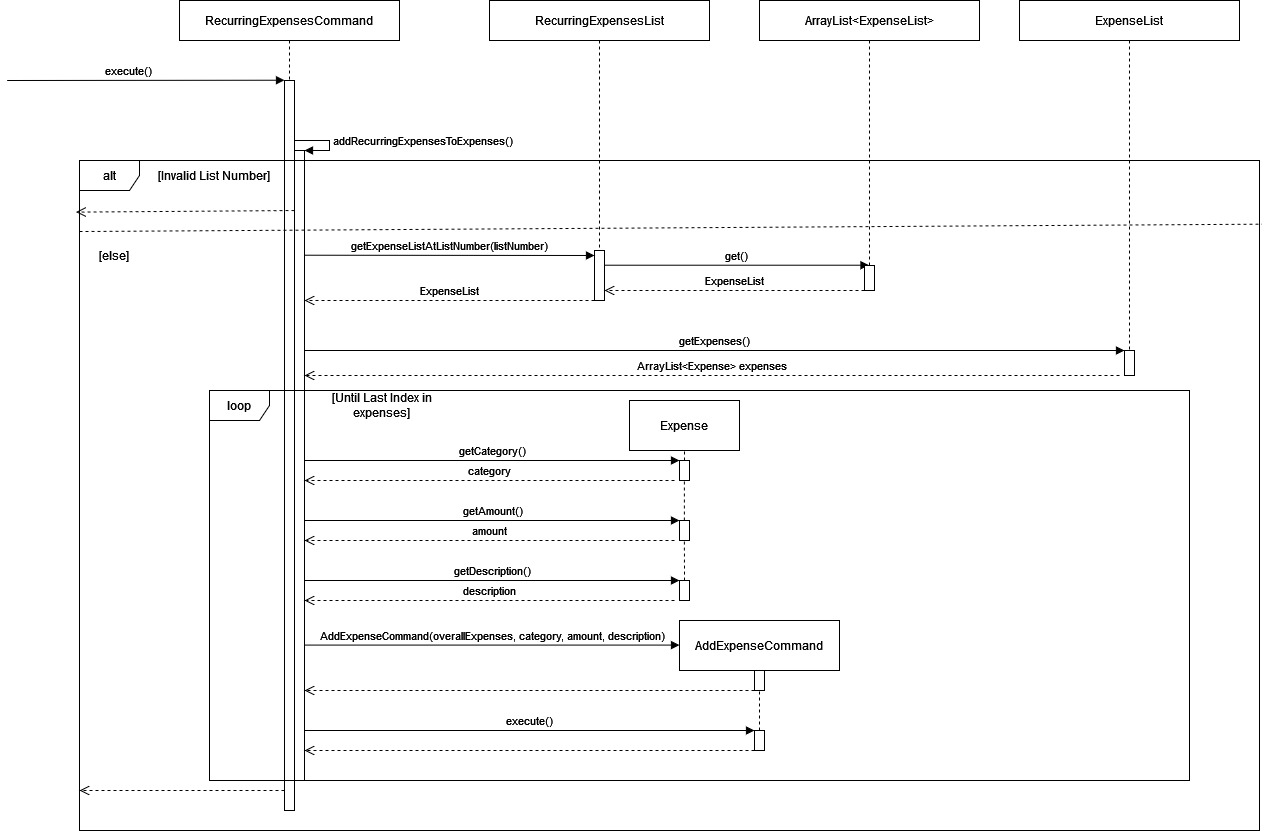 RecurringExpensesCommand
RecurringExpensesList
ArrayList<ExpenseList>
ExpenseList
execute()
addRecurringExpensesToExpenses()
alt
[Invalid List Number]
[else]
getExpenseListAtListNumber(listNumber)
get()
ExpenseList
ExpenseList
getExpenses()
ArrayList<Expense> expenses
loop
[Until Last Index in
expenses]
Expense
getCategory()
category
getAmount()
amount
getDescription()
description
AddExpenseCommand(overallExpenses, category, amount, description)
AddExpenseCommand
execute()